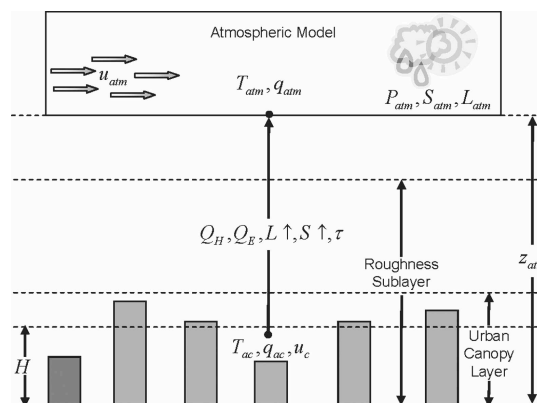 Atmospheric Model
u_atm
T_atm, q_atm
P_atm, S_atm, L_atm
Q_H, Q_E, L ↑, S ↑, τ
Roughness
Sublayer
z_at
T_ac, q_ac, u_c
H
Urban
Canopy
Layer